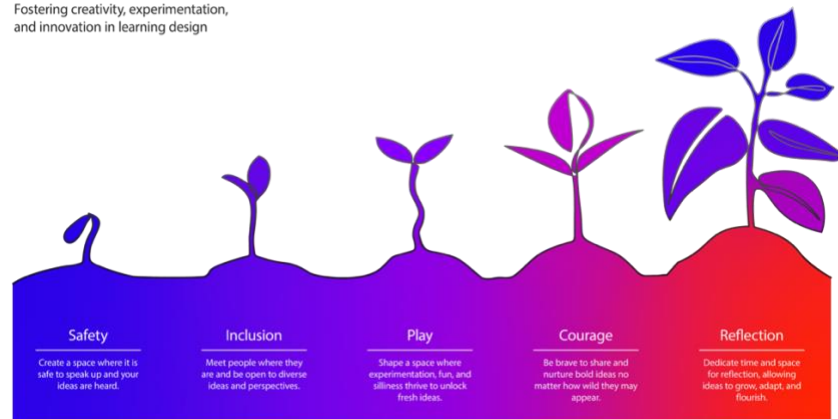 Fostering creativity, experimentation,
and innovation in learning design
Safety
Create a space where it is
safe to speak up and your
ideas are heard.
Inclusion
Meet people where they
are and be open to diverse
ideas and perspectives.
Play
Shape a space where
experimentation, fun, and
silliness thrive to unlock
fresh ideas.
Courage
Be brave to share and
nurture bold ideas no
matter how wild they may
appear.
Reflection
Dedicate time and space
for reflection, allowing
ideas to grow, adapt, and
flourish.